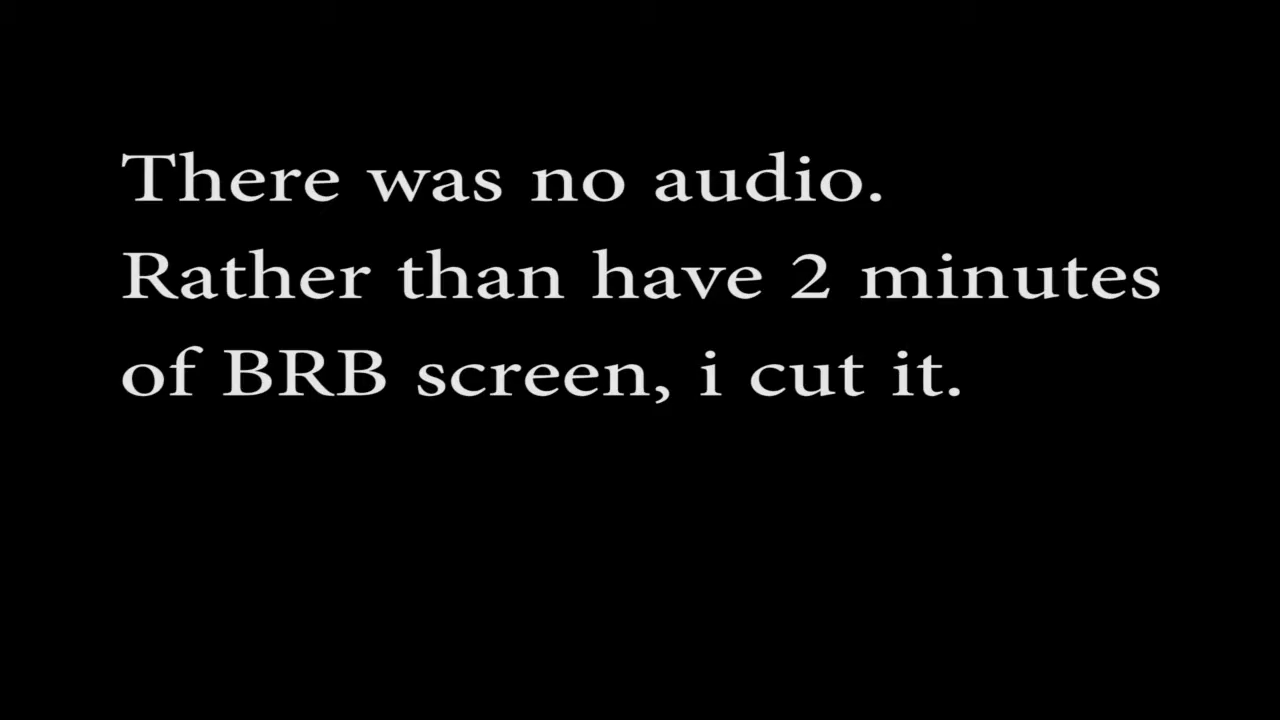 There was no audio.
Rather than have 2 minutes
of BRB screen, i cut it.